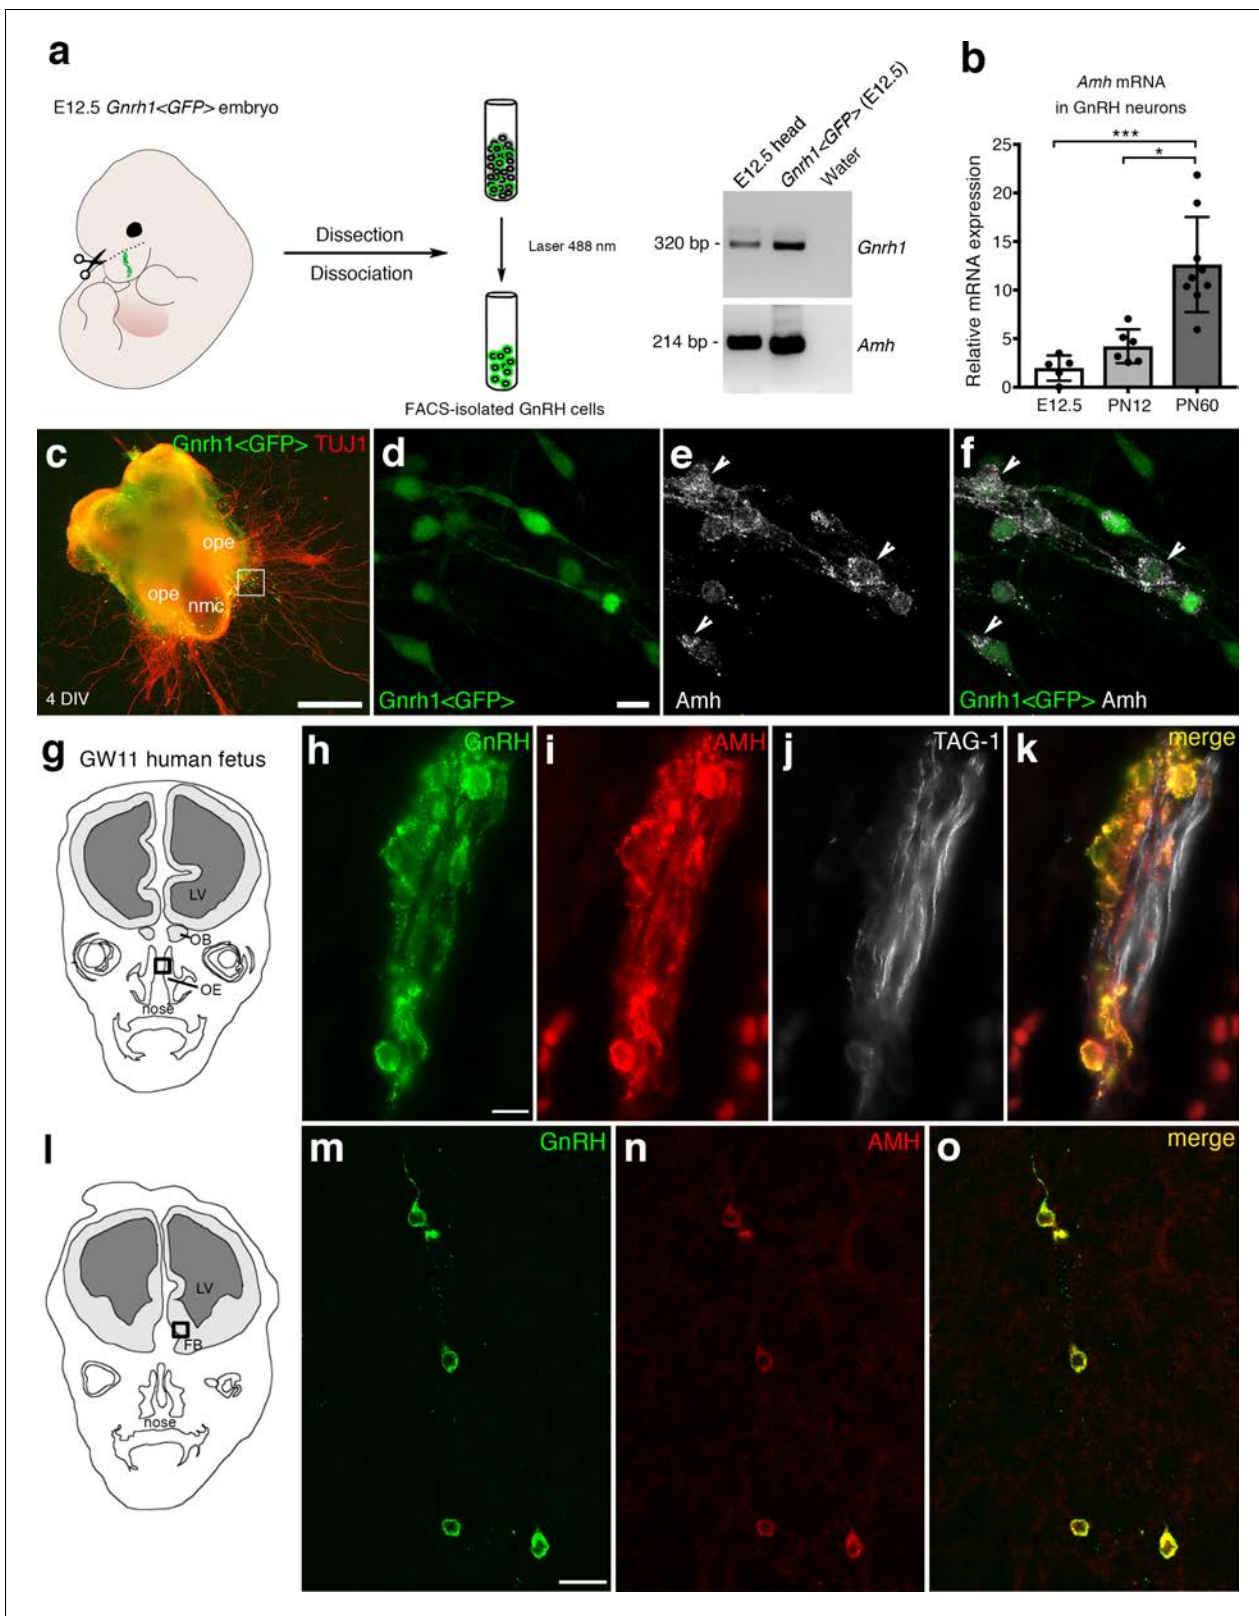 a
E12.5 Gnrh1<GFP> embryo
Dissection
Dissociation
Laser 488 nm
FACS-isolated GnRH cells
E12.5 head
Gnrh1<GFP> (E12.5)
Water
320 bp -
Gnrh1
214 bp -
Amh
b
Amh mRNA
in GnRH neurons
***
*
Relative mRNA expression
25
20
15
10
5
0
E12.5 PN12 PN60
c
Gnrh1<GFP> TUJ1
ope
ope
nmc
4 DIV
d
Gnrh1<GFP>
e
Amh
f
Gnrh1<GFP> Amh
g
GW11 human fetus
LV
OB
OE
nose
h
GnRH
i
AMH
j
TAG-1
k
merge
l
LV
FB
nose
m
GnRH
n
AMH
o
merge